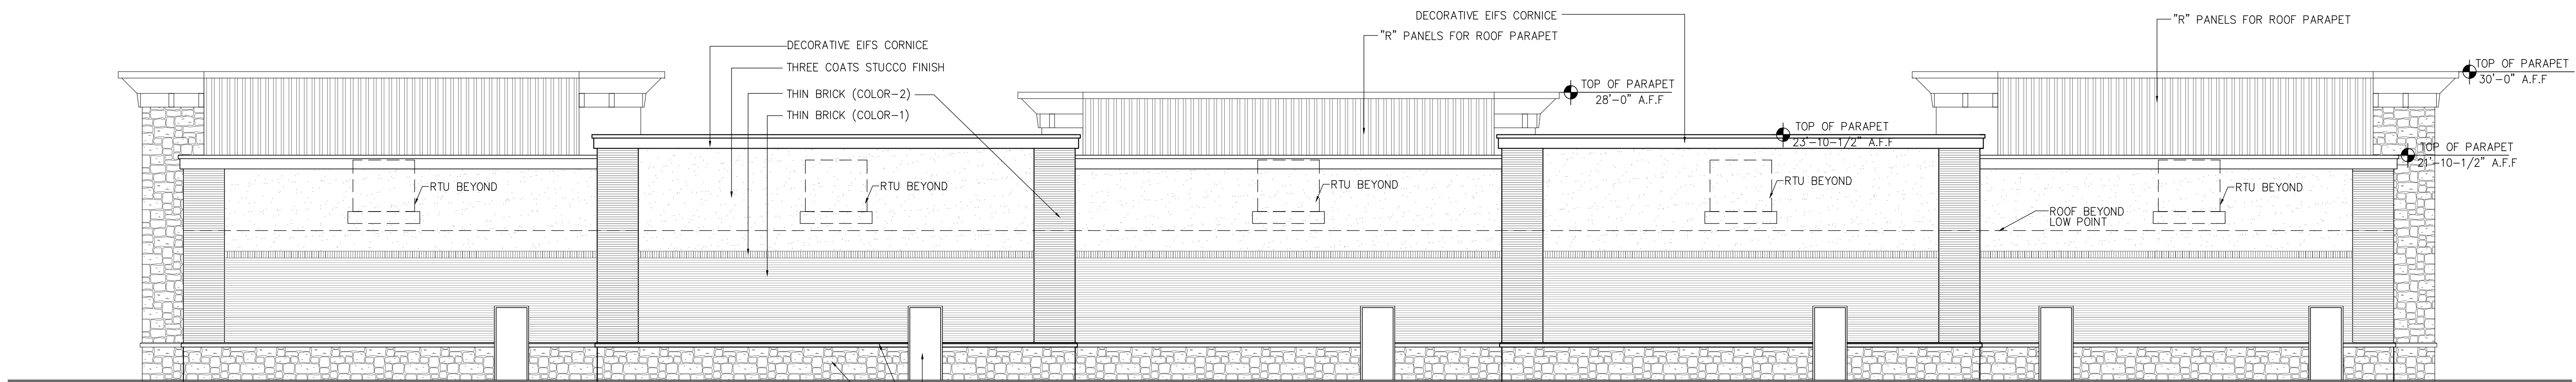 DECORATIVE EIFS CORNICE
"R" PANELS FOR ROOF PARAPET
"R" PANELS FOR ROOF PARAPET
DECORATIVE EIFS CORNICE
THREE COATS STUCCO FINISH
THIN BRICK (COLOR-2)
THIN BRICK (COLOR-1)
TOP OF PARAPET
28'-0" A.F.F
TOP OF PARAPET
30'-0" A.F.F
TOP OF PARAPET
23'-10-1/2" A.F.F
TOP OF PARAPET
21'-10-1/2" A.F.F
RTU BEYOND
RTU BEYOND
RTU BEYOND
RTU BEYOND
RTU BEYOND
ROOF BEYOND
LOW POINT